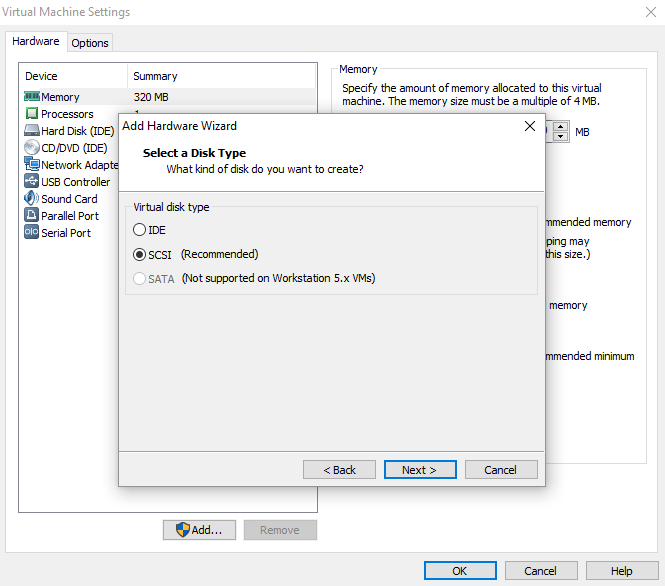 Virtual Machine Settings
Hardware
Options
Device
Summary
Memory
320 MB
Processors
1
Hard Disk (IDE)
CD/DVD (IDE)
Network Adapte
USB Controller
Sound Card
Parallel Port
Serial Port
Add...
Remove
Memory
Specify the amount of memory allocated to this virtual
machine. The memory size must be a multiple of 4 MB.
MB
mmended memory
ping may
this size.)
memory
mmended minimum
Add Hardware Wizard
Select a Disk Type
What kind of disk do you want to create?
Virtual disk type
IDE
SCSI (Recommended)
SATA (Not supported on Workstation 5.x VMs)
< Back
Next >
Cancel
OK
Cancel
Help